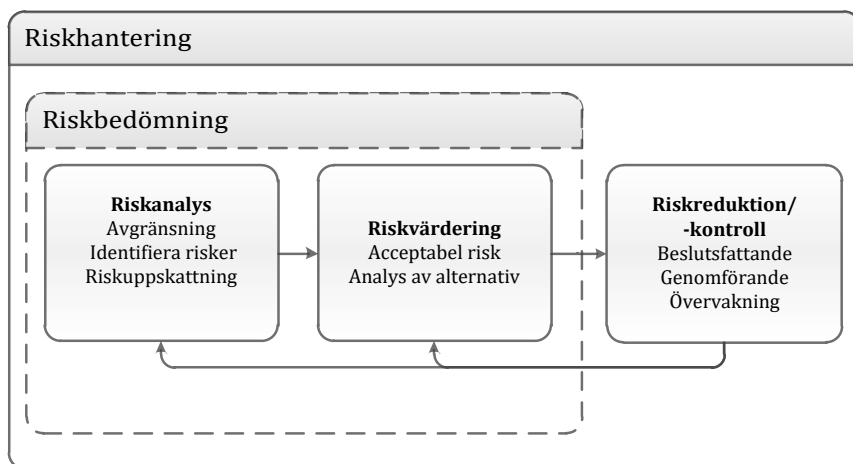 Riskhantering
Riskbedömning
Riskanalys
Avgränsning
Identifiera risker
Riskuppskattning
Riskvärdering
Acceptabel risk
Analys av alternativ
Riskreduktion/
-kontroll
Beslutsfattande
Genomförande
Övervakning